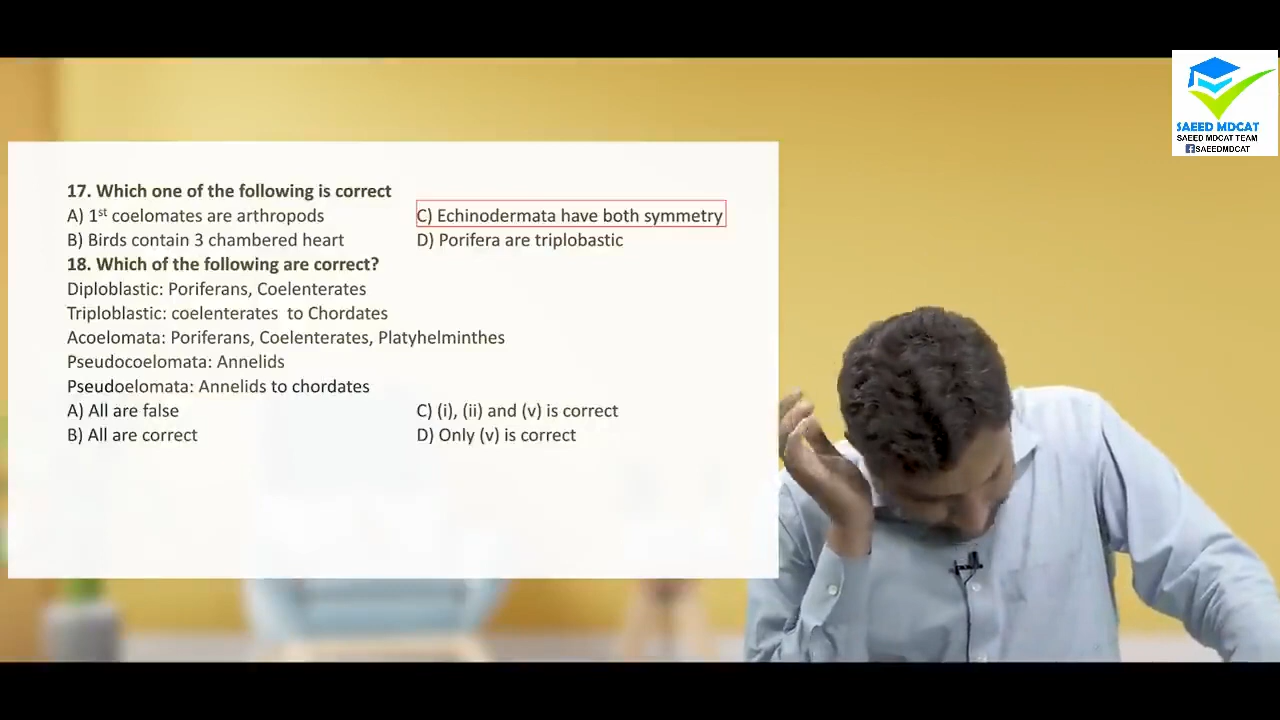 SAEED MDCAT
SAEED MDCAT TEAM
SAEEDMDCAT
17. Which one of the following is correct
A) 1st coelomates are arthropods
C) Echinodermata have both symmetry
B) Birds contain 3 chambered heart
D) Porifera are triplobastic
18. Which of the following are correct?
Diploblastic: Poriferans, Coelenterates
Triploblastic: coelenterates to Chordates
Acoelomata: Poriferans, Coelenterates, Platyhelminthes
Pseudocoelomata: Annelids
Pseudoelomata: Annelids to chordates
A) All are false
C) (i), (ii) and (v) is correct
B) All are correct
D) Only (v) is correct